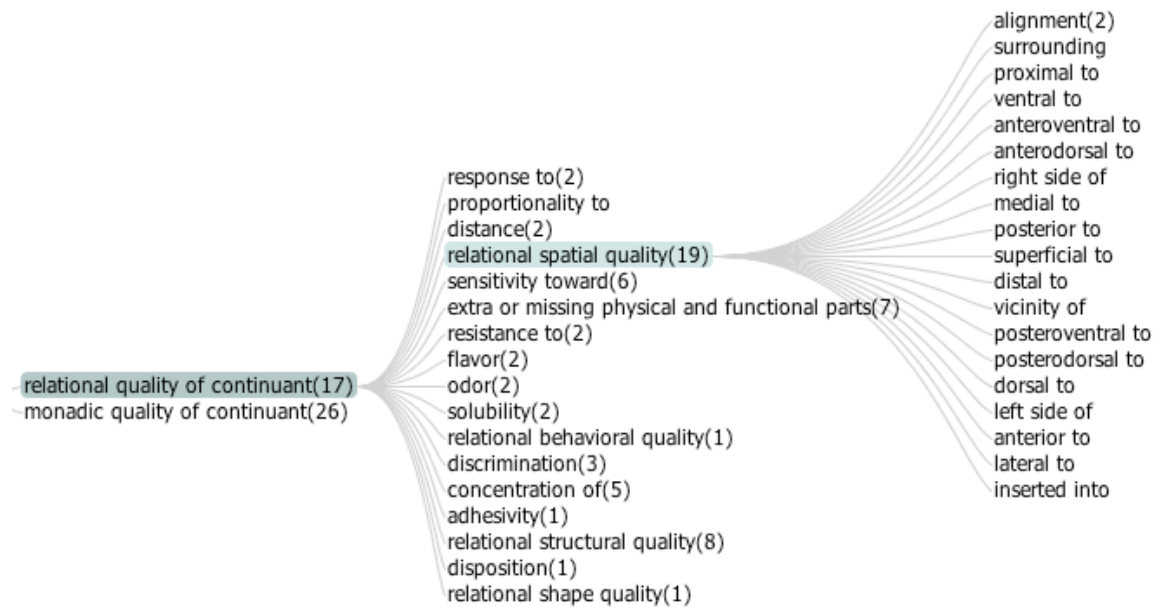 relational quality of continuant(17)
monadic quality of continuant(26)
response to(2)
proportionality to
distance(2)
relational spatial quality(19)
sensitivity toward(6)
extra or missing physical and functional parts(7)
resistance to(2)
flavor(2)
odor(2)
solubility(2)
relational behavioral quality(1)
discrimination(3)
concentration of(5)
adhesivity(1)
relational structural quality(8)
disposition(1)
relational shape quality(1)
alignment(2)
surrounding
proximal to
ventral to
anteroventral to
anterodorsal to
right side of
medial to
posterior to
superficial to
distal to
vicinity of
posteroventral to
posterodorsal to
dorsal to
left side of
anterior to
lateral to
inserted into